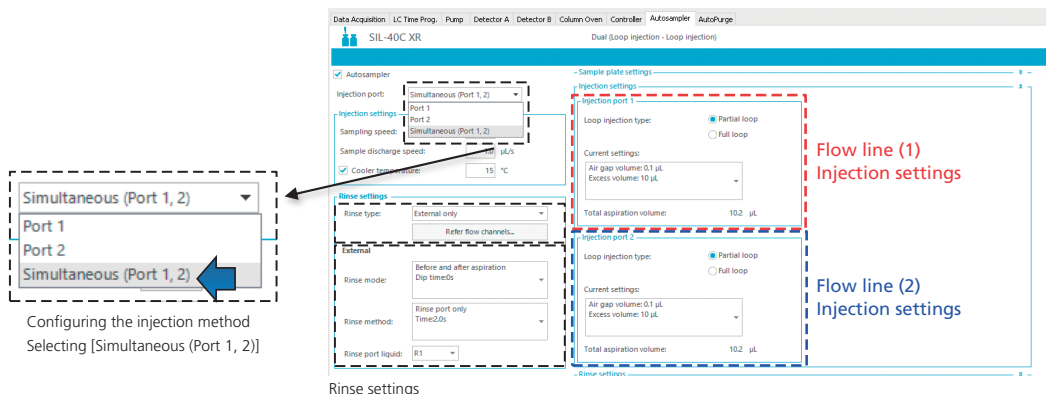 Data Acquisition LC Time Prog. Pump Detector A Detector B Column Oven Controller Autosampler AutoPurge
SIL-40C XR
Dual (Loop injection - Loop injection)
Autosampler
Injection port:
Simultaneous (Port 1, 2)
Port 1
Port 2
Simultaneous (Port 1, 2)
Injection settings
Sampling speed:
Sample discharge speed:
µL/s
Cooler temperature:
15 °C
Rinse settings
Rinse type:
External only
Refer flow channels...
External
Rinse mode:
Before and after aspiration
Dip time:0s
Rinse method:
Rinse port only
Time:2.0s
Rinse port liquid:
R1
Rinse settings
Sample plate settings
Injection settings
Injection port 1
Loop injection type:
Partial loop
Full loop
Current settings:
Air gap volume: 0.1 µL
Excess volume: 10 µL
Total aspiration volume:
10.2 µL
Injection port 2
Loop injection type:
Partial loop
Full loop
Current settings:
Air gap volume: 0.1 µL
Excess volume: 10 µL
Total aspiration volume:
10.2 µL
Rinse settings
Flow line (1)
Injection settings
Flow line (2)
Injection settings
Simultaneous (Port 1, 2)
Port 1
Port 2
Simultaneous (Port 1, 2)
Configuring the injection method
Selecting [Simultaneous (Port 1, 2)]